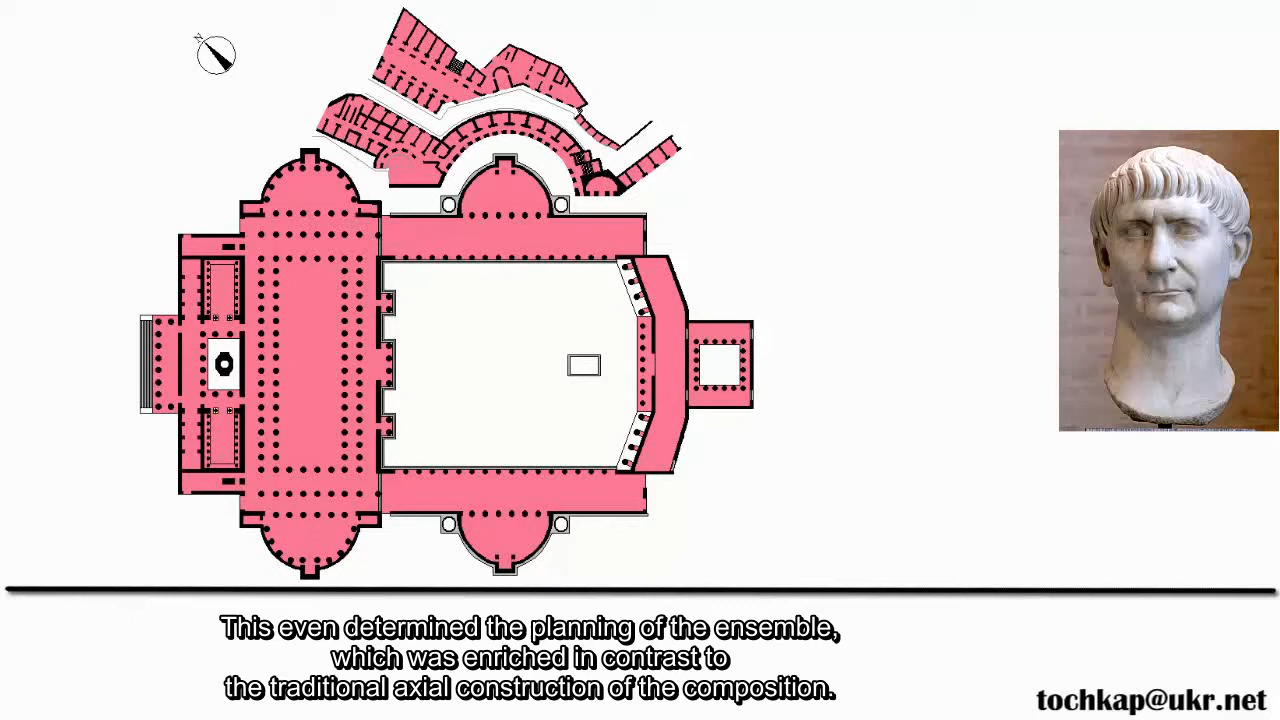 N
This even determined the planning of the ensemble,
which was enriched in contrast to
the traditional axial construction of the composition.
tochkap@ukr.net